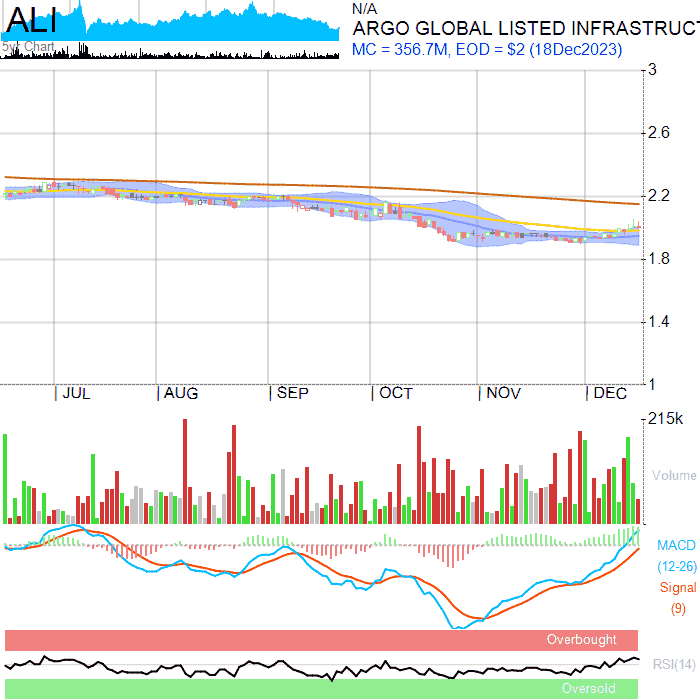 ALI
5yr Chart
N/A
ARGO GLOBAL LISTED INFRASTRUCT
MC = 356.7M, EOD = $2 (18Dec2023)
3
2.6
2.2
1.8
1.4
1
JUL AUG SEP OCT NOV DEC
215k
Volume
MACD
(12-26)
Signal
(9)
Overbought
RSI(14)
Oversold